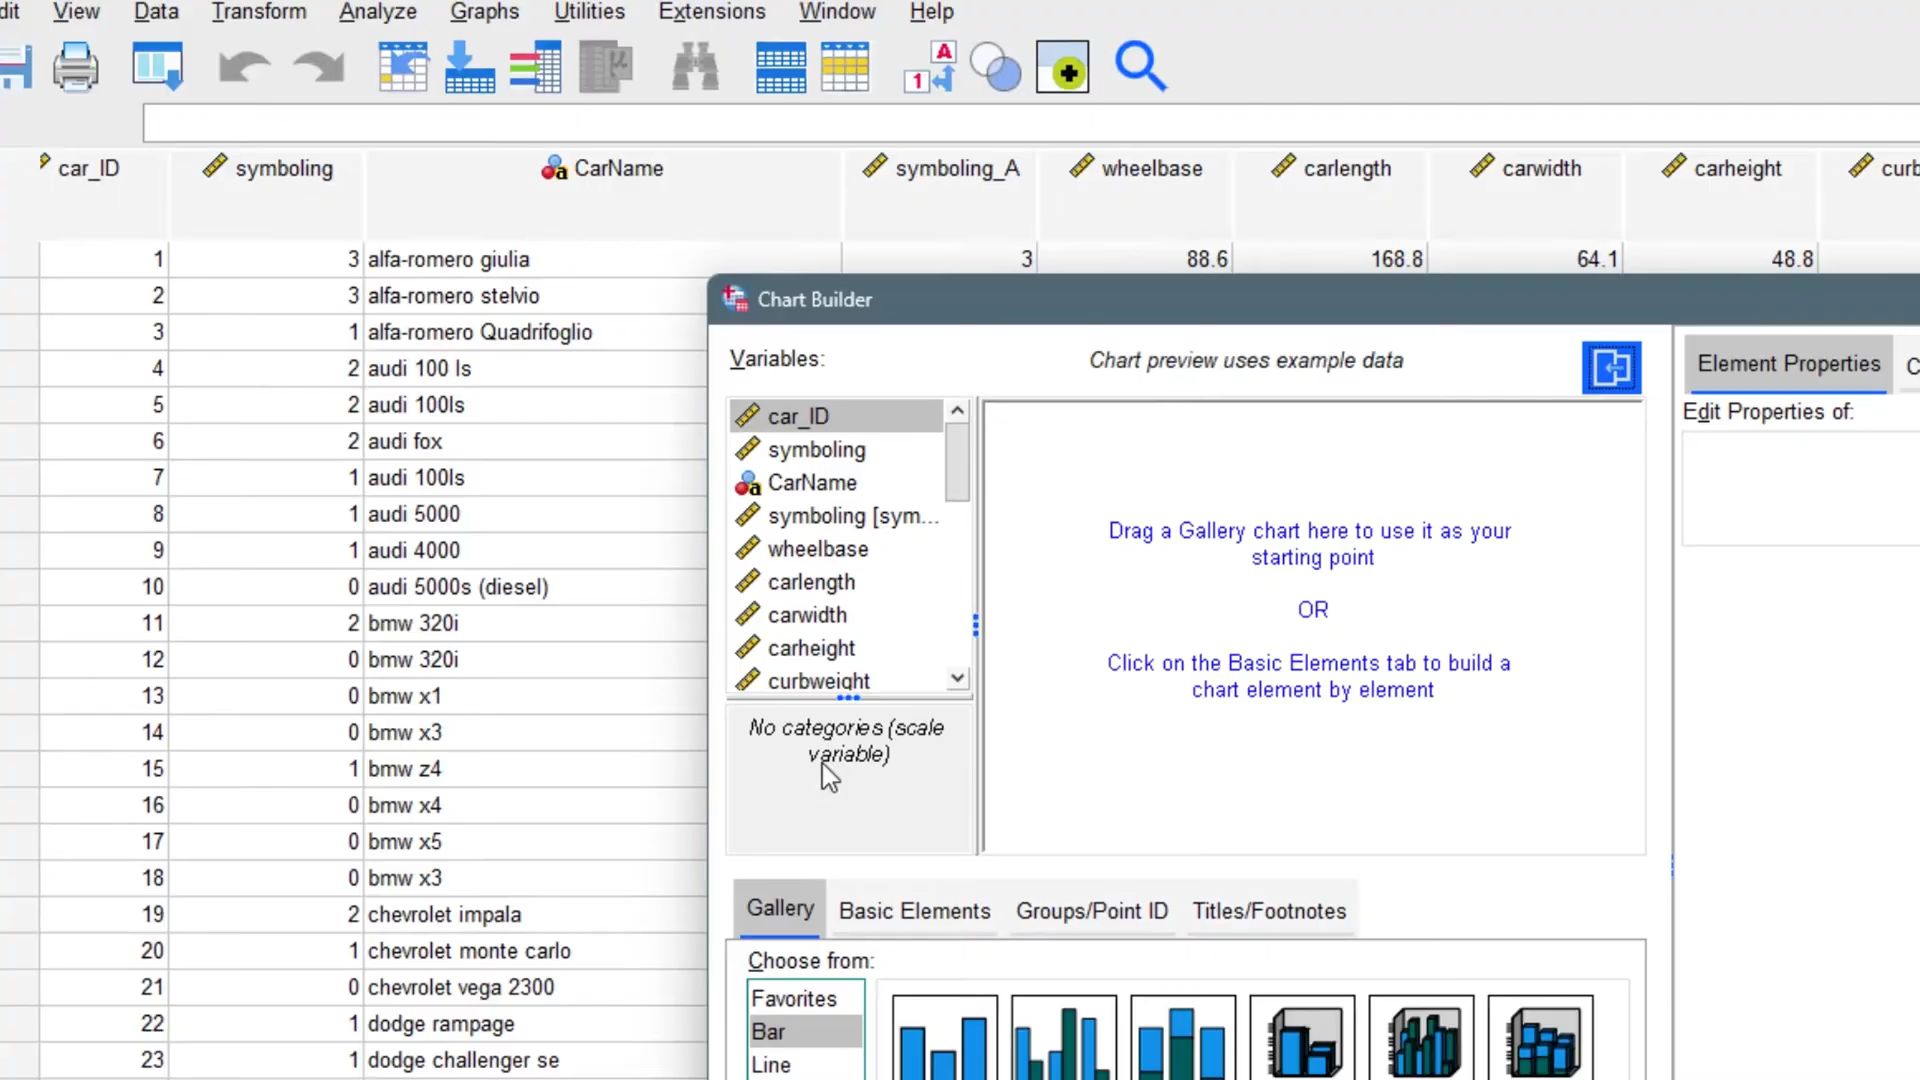 dit View Data Transform Analyze Graphs Utilities Extensions Window Help
A
1
car_ID symboling CarName symboling_A wheelbase carlength carwidth carheight curb
1 3 alfa-romero giulia 3 88.6 168.8 64.1 48.8
2 3 alfa-romero stelvio
3 1 alfa-romero Quadrifoglio
4 2 audi 100 ls
5 2 audi 100ls
6 2 audi fox
7 1 audi 100ls
8 1 audi 5000
9 1 audi 4000
10 0 audi 5000s (diesel)
11 2 bmw 320i
12 0 bmw 320i
13 0 bmw x1
14 0 bmw x3
15 1 bmw z4
16 0 bmw x4
17 0 bmw x5
18 0 bmw x3
19 2 chevrolet impala
20 1 chevrolet monte carlo
21 0 chevrolet vega 2300
22 1 dodge rampage
23 1 dodge challenger se
Chart Builder
Variables:
Chart preview uses example data
car_ID
symboling
CarName
symboling [sym...
wheelbase
carlength
carwidth
carheight
curbweight
No categories (scale
variable)
Drag a Gallery chart here to use it as your
starting point
OR
Click on the Basic Elements tab to build a
chart element by element
Element Properties C
Edit Properties of:
Gallery Basic Elements Groups/Point ID Titles/Footnotes
Choose from:
Favorites
Bar
Line